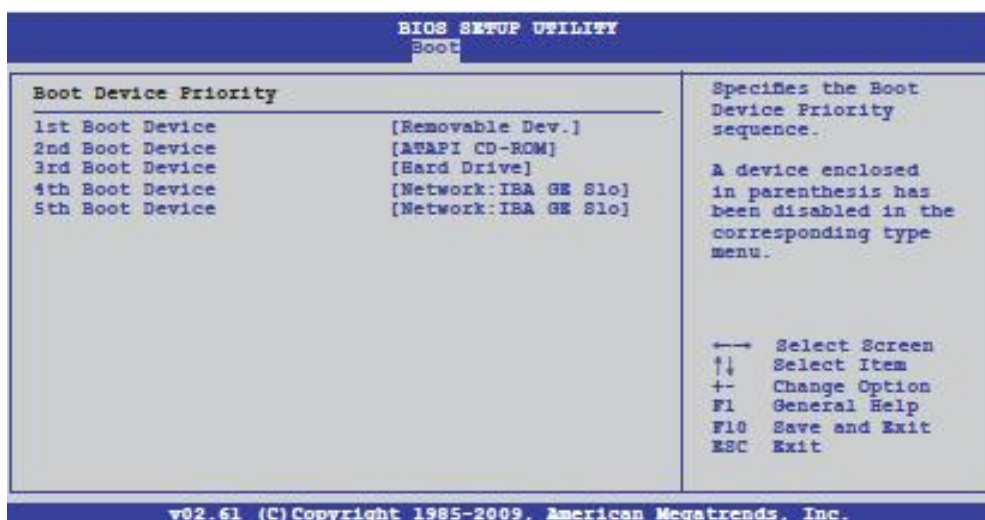 BIOS SETUP UTILITY
Boot
Boot Device Priority
1st Boot Device [Removable Dev.]
2nd Boot Device [ATAPI CD-ROM]
3rd Boot Device [Hard Drive]
4th Boot Device [Network:IBA GE Slo]
5th Boot Device [Network:IBA GE Slo]
Specifies the Boot
Device Priority
sequence.
A device enclosed
in parenthesis has
been disabled in the
corresponding type
menu.
←→ Select Screen
↑↓ Select Item
+- Change Option
F1 General Help
F10 Save and Exit
ESC Exit
v02.61 (C)Copyright 1985-2009, American Megatrends, Inc.